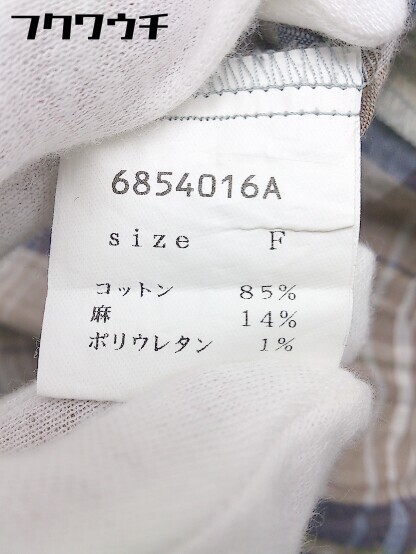 フクワウチ
6854016A
size F
コットン 85%
麻 14%
ポリウレタン 1%